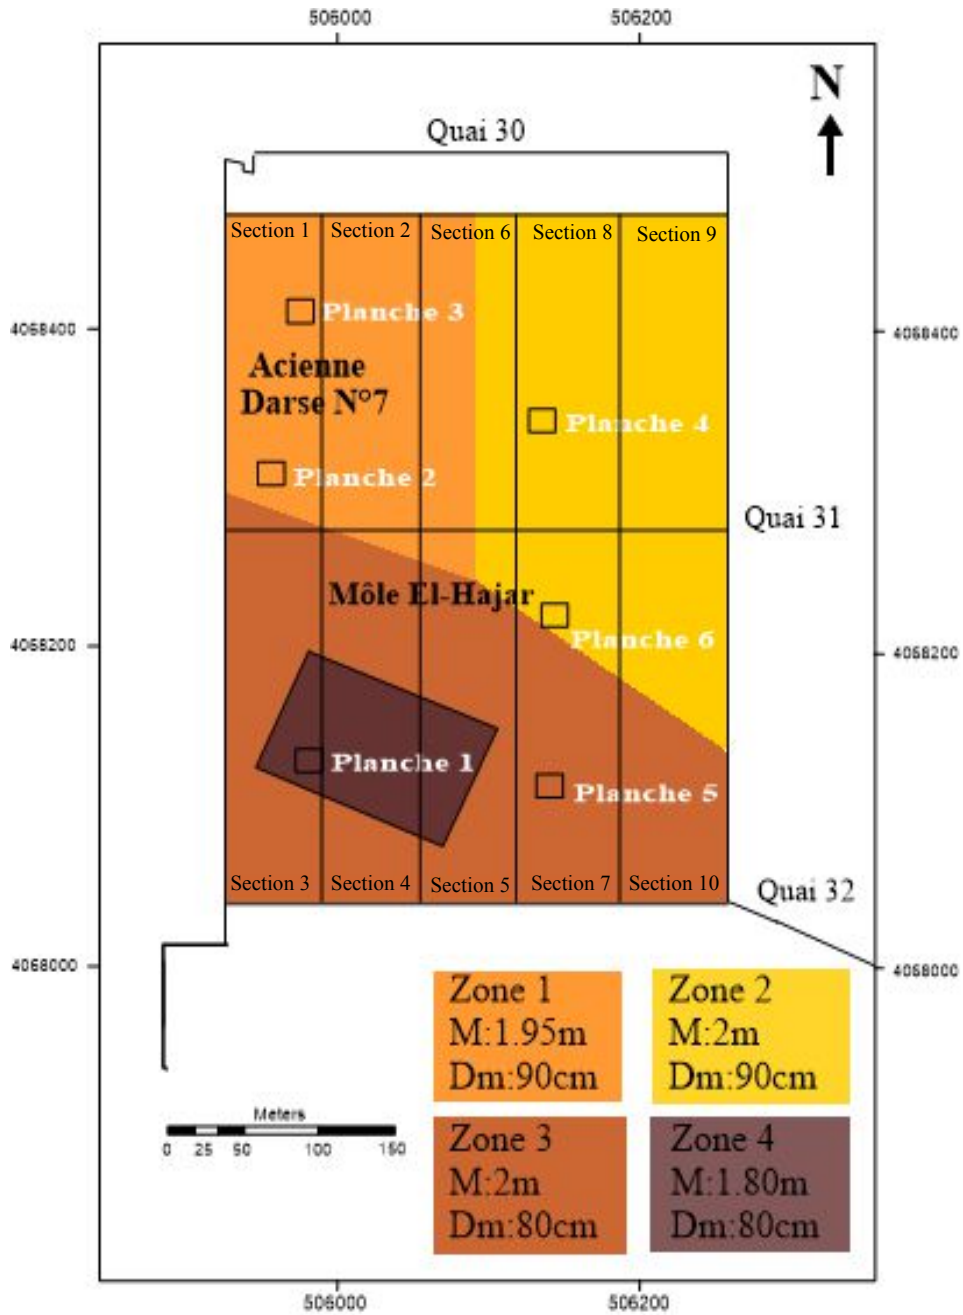 506000 506200
N
Quai 30
Section 1 Section 2 Section 6 Section 8 Section 9
Planche 3
4068400 4068400
Acienne
Darse N°7
Planche 4
Planche 2
Quai 31
Môle El-Hajar
Planche 6
4068200 4068200
Planche 1
Planche 5
Section 3 Section 4 Section 5 Section 7 Section 10
Quai 32
4068000 4068000
Zone 1
M:1.95m
Dm:90cm
Zone 2
M:2m
Dm:90cm
Meters
0 25 50 100 150
Zone 3
M:2m
Dm:80cm
Zone 4
M:1.80m
Dm:80cm
506000 506200